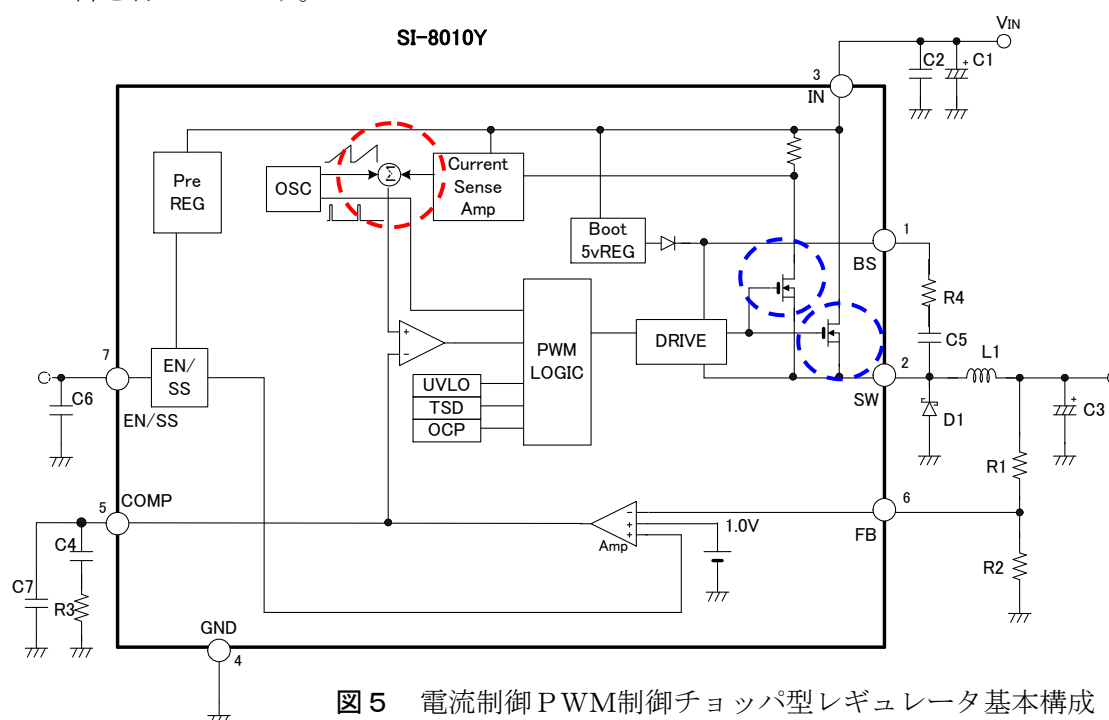 SI-8010Y
VIN
C2
C1
3
IN
Pre
REG
OSC
Σ
Current
Sense
Amp
Boot
5vREG
1
BS
R4
C5
L1
7
EN/
SS
C6
EN/SS
+
−
PWM
LOGIC
DRIVE
2
SW
D1
C3
UVLO
TSD
OCP
R1
5
COMP
6
FB
1.0V
Amp
R2
C4
C7
R3
GND
4
図5 電流制御PWM制御チョッパ型レギュレータ基本構成